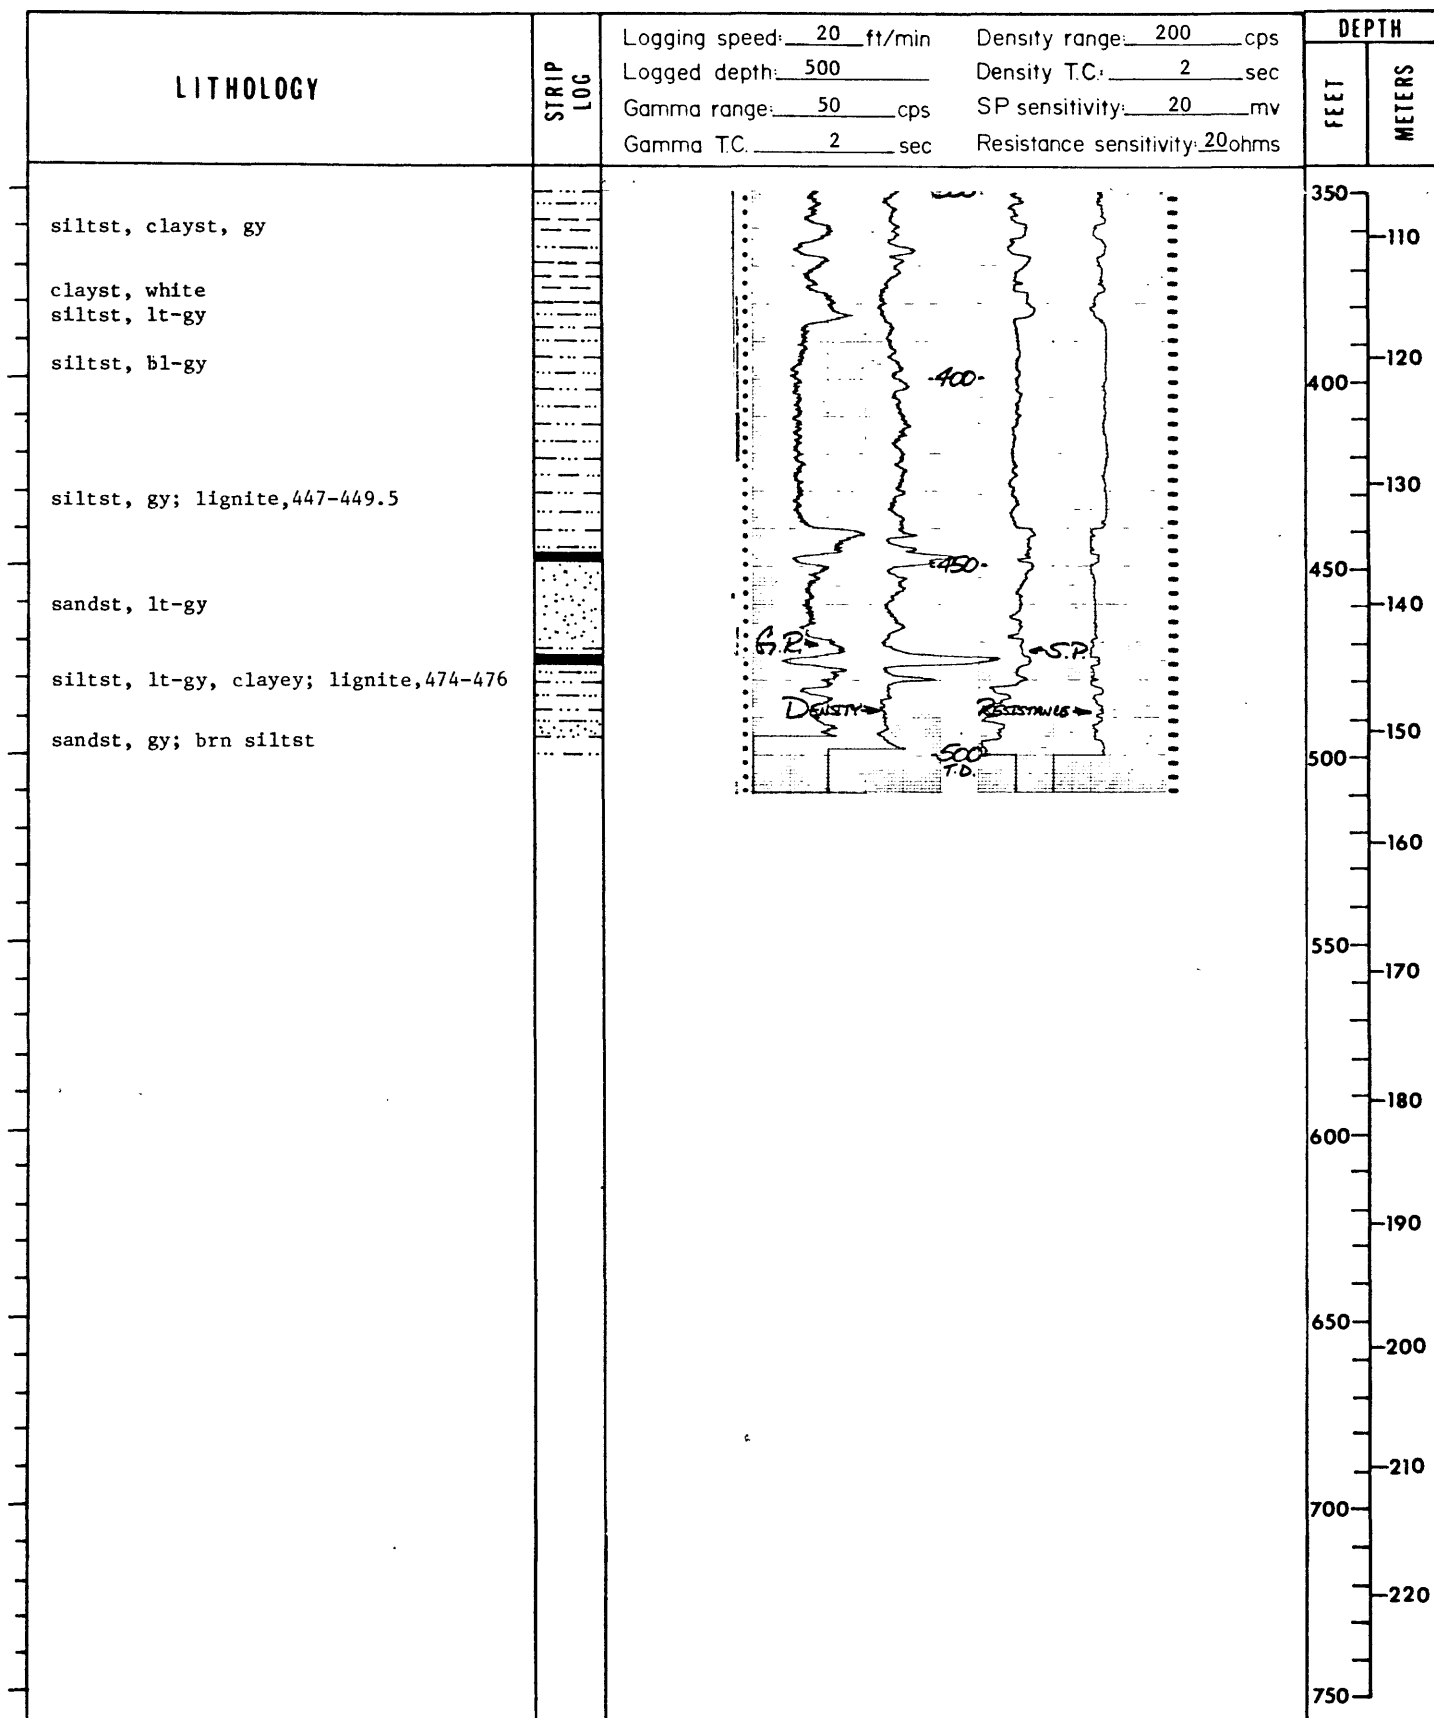 LITHOLOGY
STRIP LOG
Logging speed: 20 ft/min
Logged depth: 500
Gamma range: 50 cps
Gamma T.C. 2 sec
Density range: 200 cps
Density T.C.: 2 sec
SP sensitivity: 20 mv
Resistance sensitivity: 20 ohms
DEPTH
FEET
METERS
siltst, clayst, gy
clayst, white
siltst, lt-gy
siltst, bl-gy
siltst, gy; lignite,447-449.5
sandst, lt-gy
siltst, lt-gy, clayey; lignite,474-476
sandst, gy; brn siltst
-400-
-450-
G.R.
S.P.
DENSITY
RESISTANCE
-500
T.D.
350
400
450
500
550
600
650
700
750
-110
-120
-130
-140
-150
-160
-170
-180
-190
-200
-210
-220